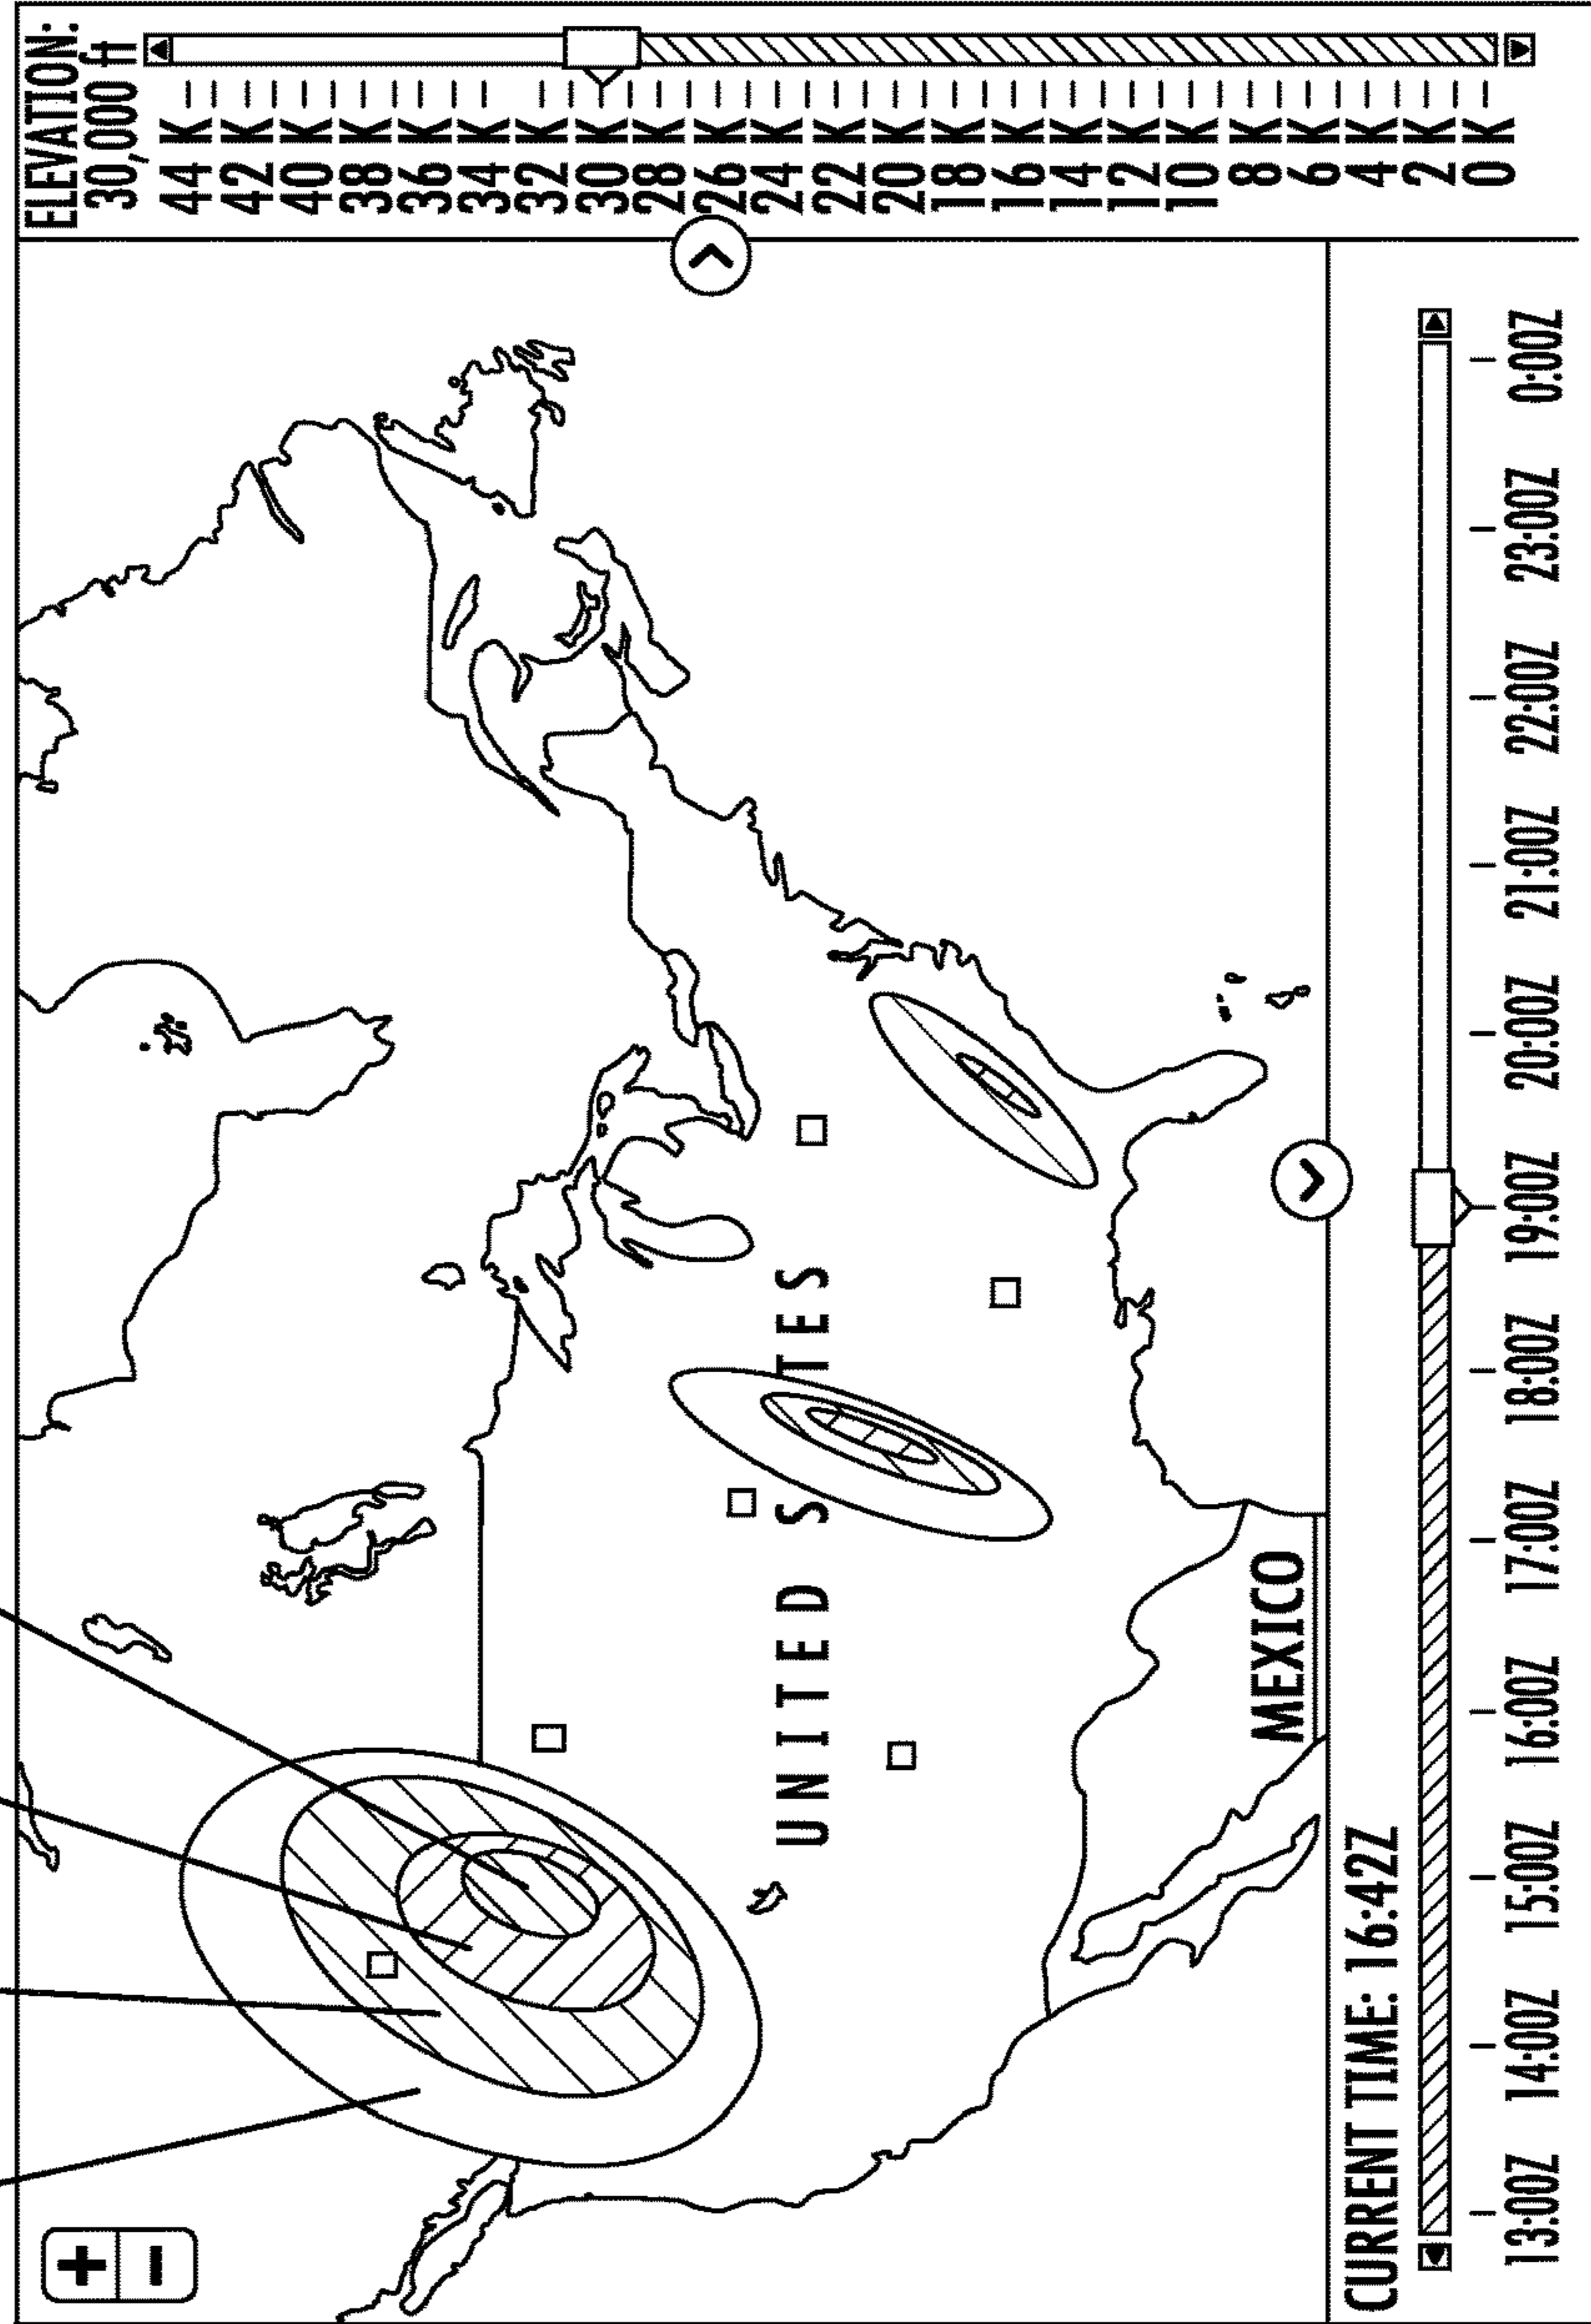 ELEVATION:
30,000 ft
44 K
42 K
40 K
38 K
36 K
34 K
32 K
30 K
28 K
26 K
24 K
22 K
20 K
18 K
16 K
14 K
12 K
10 K
8 K
6 K
4 K
2 K
0 K
+
−
UNITED S TES
MEXICO
CURRENT TIME: 16:42Z
13:00Z 14:00Z 15:00Z 16:00Z 17:00Z 18:00Z 19:00Z 20:00Z 21:00Z 22:00Z 23:00Z 0:00Z